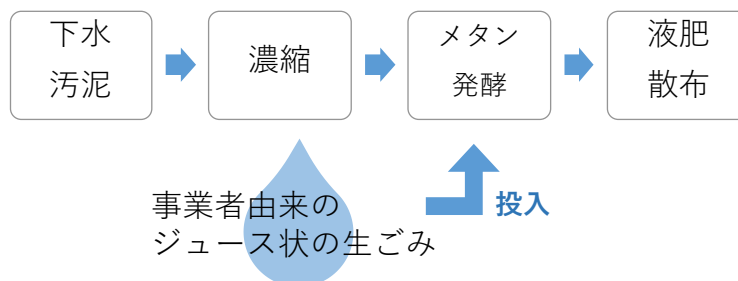 下水
汚泥
濃縮
メタン
発酵
液肥
散布
事業者由来の
ジュース状の生ごみ
投入